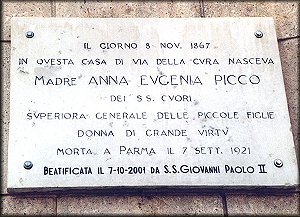 IL GIORNO 8 NOV. 1867
IN QVESTA CASA DI VIA DELLA CVRA NASCEVA
MADRE ANNA EVGENIA PICCO
DEI S.S. CVORI
SVPERIORA GENERALE DELLE PICCOLE FIGLIE
DONNA DI GRANDE VIRTV
MORTA A PARMA IL 7 SETT. 1921
BEATIFICATA IL 7-10-2001 DA S.S. GIOVANNI PAOLO II